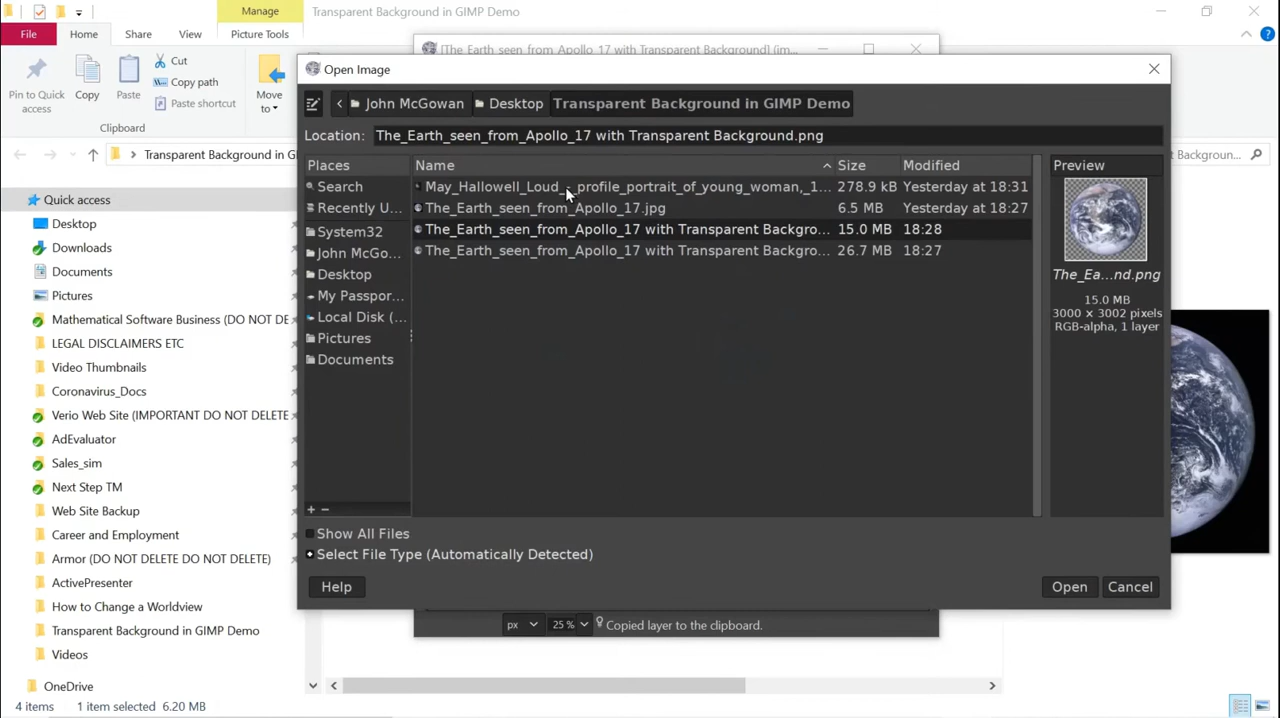 Manage
Transparent Background in GIMP Demo
File
Home
Share
View
Picture Tools
Pin to Quick access
Copy
Paste
Cut
Copy path
Paste shortcut
Move to
Clipboard
[The Earth seen from Apollo_17 with Transparent Background] (im...
Transparent Background in G
Background...
Open Image
John McGowan
Desktop
Transparent Background in GIMP Demo
Location:
The_Earth_seen_from_Apollo_17 with Transparent Background.png
Places
Search
Recently U...
System32
John McGo...
Desktop
My Passpor...
Local Disk (...
Pictures
Documents
Name
Size
Modified
May_Hallowell_Loud_-_profile_portrait_of_young_woman,_1... 278.9 kB Yesterday at 18:31
The_Earth_seen_from_Apollo_17.jpg 6.5 MB Yesterday at 18:27
The_Earth_seen_from_Apollo_17 with Transparent Backgro... 15.0 MB 18:28
The_Earth_seen_from_Apollo_17 with Transparent Backgro... 26.7 MB 18:27
Preview
The_Ea...nd.png
15.0 MB
3000 × 3002 pixels
RGB-alpha, 1 layer
Show All Files
Select File Type (Automatically Detected)
Help
Open
Cancel
px
25 %
Copied layer to the clipboard.
Quick access
Desktop
Downloads
Documents
Pictures
Mathematical Software Business (DO NOT DE
LEGAL DISCLAIMERS ETC
Video Thumbnails
Coronavirus_Docs
Verio Web Site (IMPORTANT DO NOT DELETE
AdEvaluator
Sales_sim
Next Step TM
Web Site Backup
Career and Employment
Armor (DO NOT DELETE DO NOT DELETE)
ActivePresenter
How to Change a Worldview
Transparent Background in GIMP Demo
Videos
OneDrive
4 items
1 item selected 6.20 MB